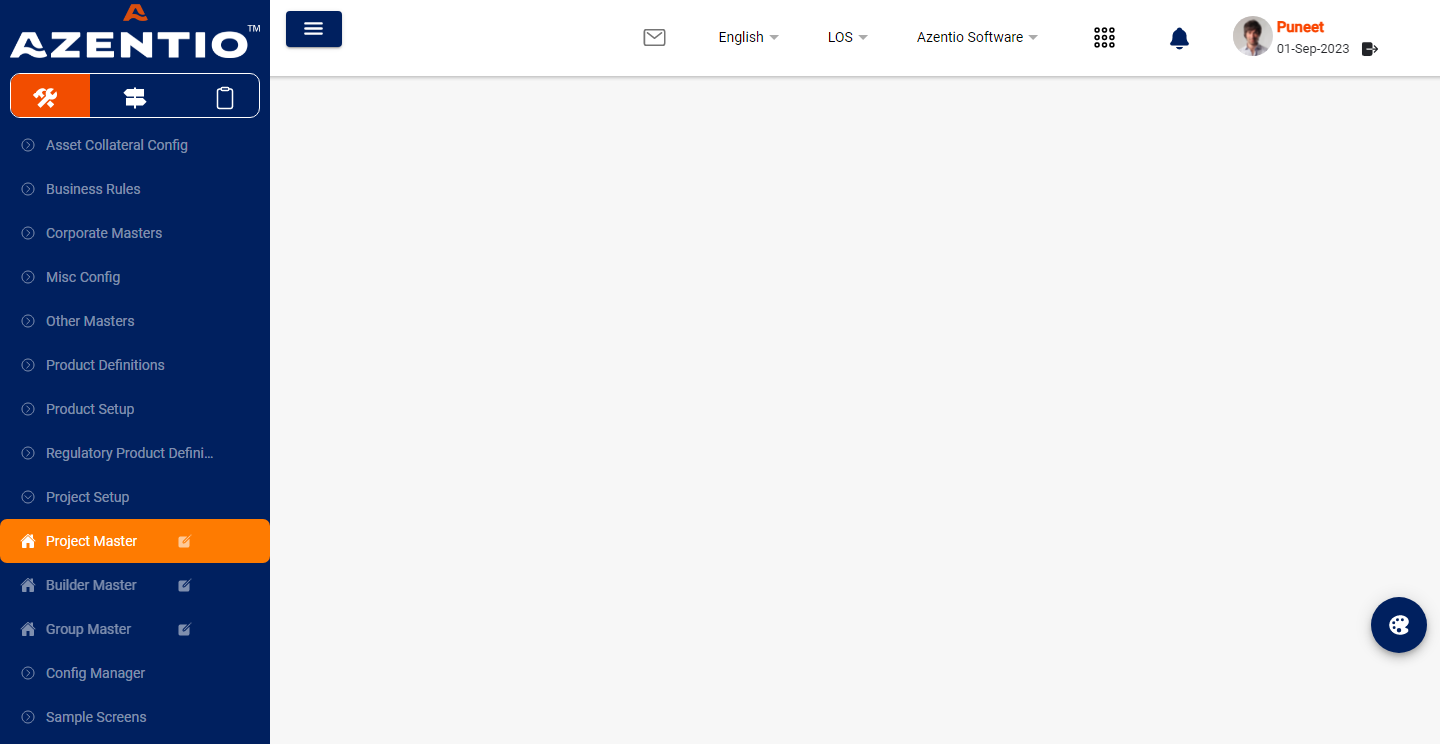 AZENTIO™
English
LOS
Azentio Software
Puneet
01-Sep-2023
Asset Collateral Config
Business Rules
Corporate Masters
Misc Config
Other Masters
Product Definitions
Product Setup
Regulatory Product Defini...
Project Setup
Project Master
Builder Master
Group Master
Config Manager
Sample Screens